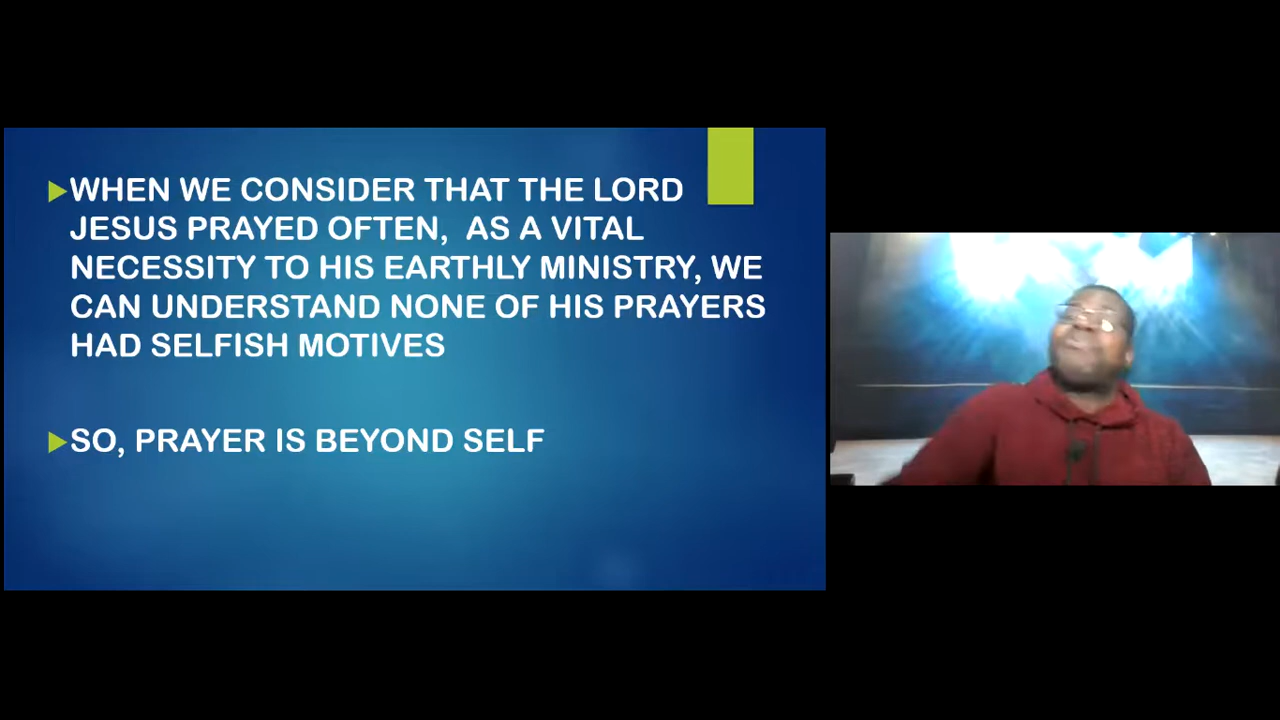 WHEN WE CONSIDER THAT THE LORD
JESUS PRAYED OFTEN,  AS A VITAL
NECESSITY TO HIS EARTHLY MINISTRY, WE
CAN UNDERSTAND NONE OF HIS PRAYERS
HAD SELFISH MOTIVES
SO, PRAYER IS BEYOND SELF